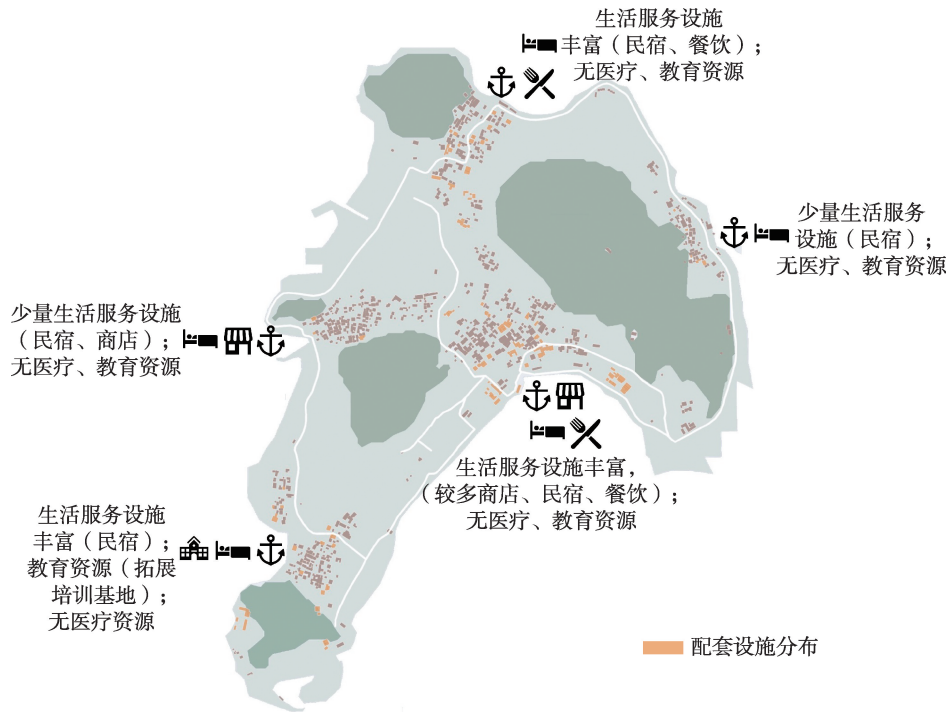 生活服务设施
丰富（民宿、餐饮）；
无医疗、教育资源
少量生活服务
设施（民宿）；
无医疗、教育资源
少量生活服务设施
（民宿、商店）；
无医疗、教育资源
生活服务设施丰富，
（较多商店、民宿、餐饮）；
无医疗、教育资源
生活服务设施
丰富（民宿）；
教育资源（拓展
培训基地）；
无医疗资源
配套设施分布